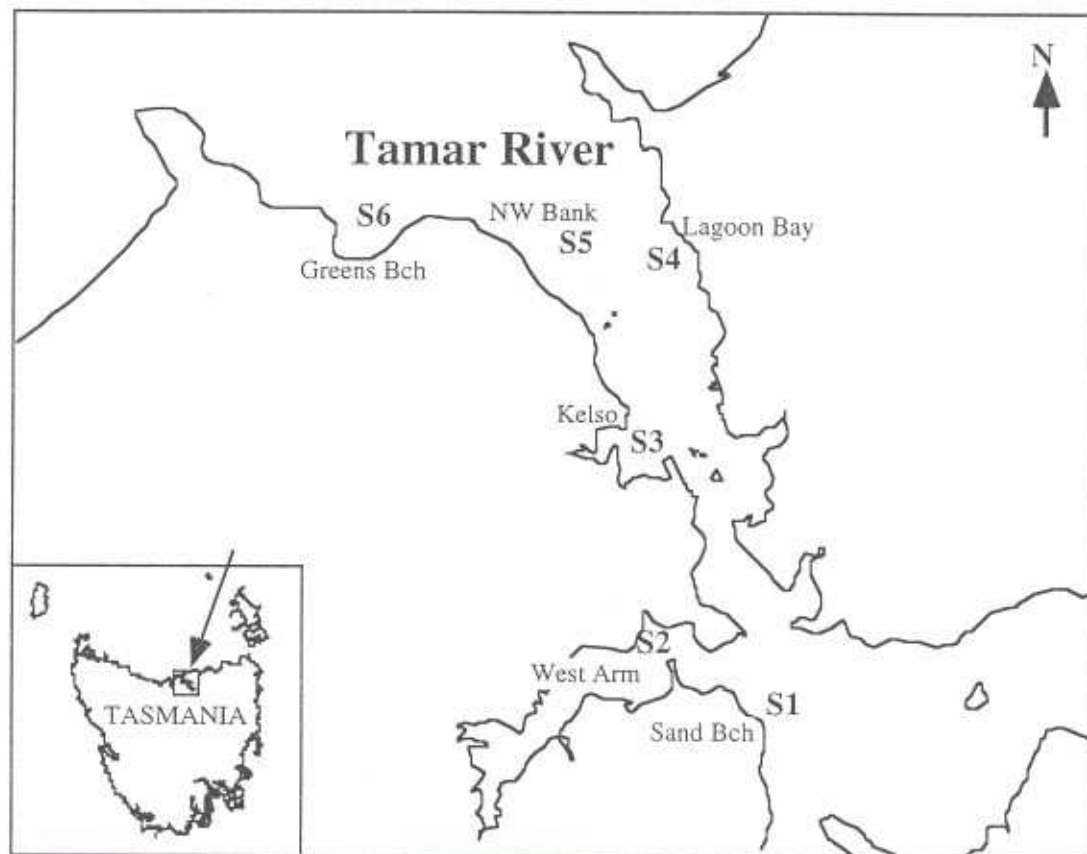 N
Tamar River
S6
NW Bank
S5
Lagoon Bay
S4
Greens Bch
Kelso
S3
S2
West Arm
S1
Sand Bch
TASMANIA